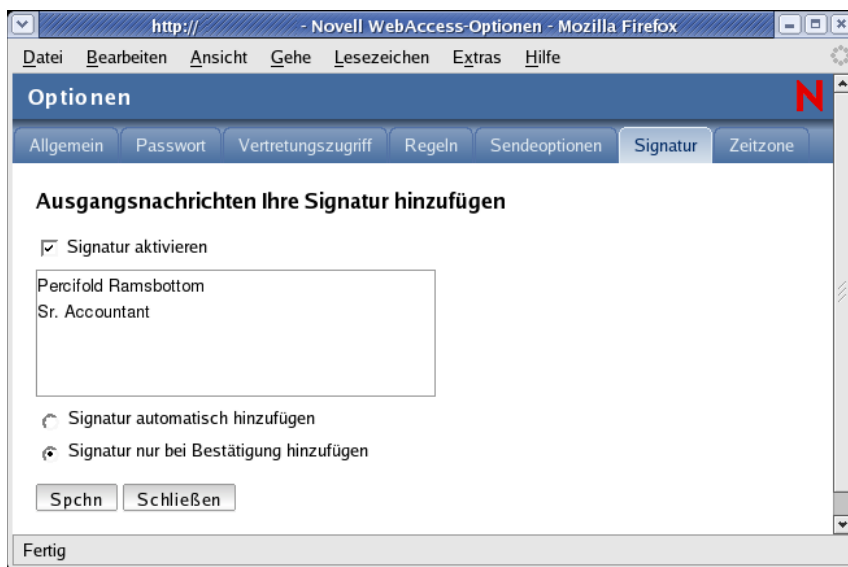 http:// - Novell WebAccess-Optionen - Mozilla Firefox
Datei Bearbeiten Ansicht Gehe Lesezeichen Extras Hilfe
Optionen N
Allgemein Passwort Vertretungszugriff Regeln Sendeoptionen Signatur Zeitzone
Ausgangsnachrichten Ihre Signatur hinzufügen
Signatur aktivieren
Percifold Ramsbottom
Sr. Accountant
Signatur automatisch hinzufügen
Signatur nur bei Bestätigung hinzufügen
Spchn Schließen
Fertig